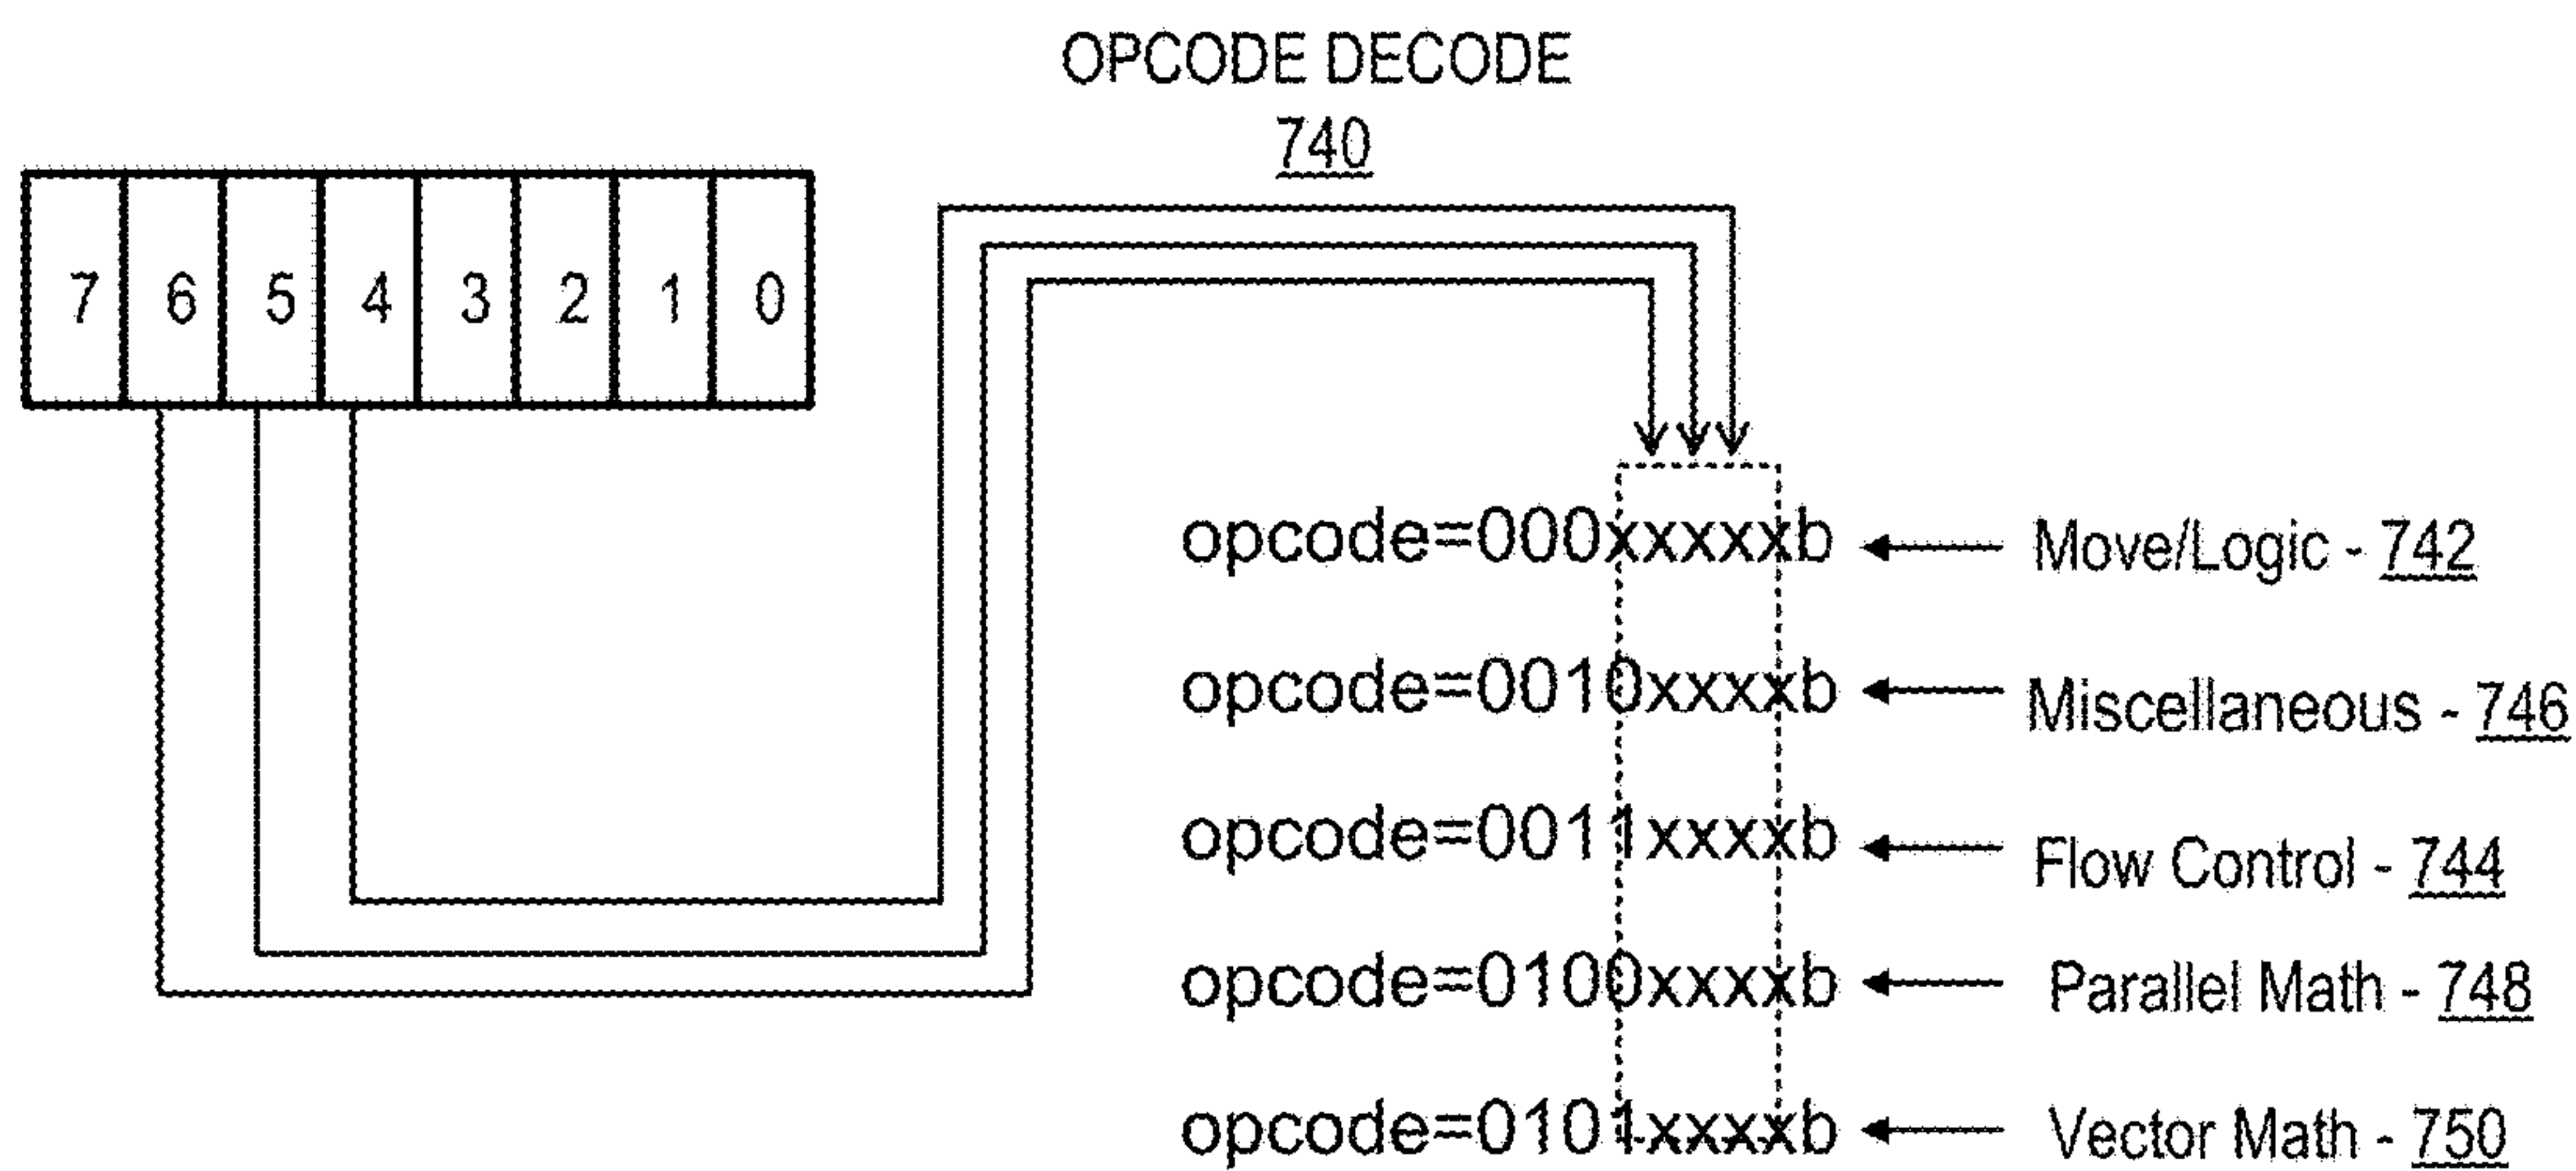 OPCODE DECODE
740
7 6 5 4 3 2 1 0
opcode=000xxxxxb Move/Logic - 742
opcode=0010xxxxb Miscellaneous - 746
opcode=0011xxxxb Flow Control - 744
opcode=0100xxxxb Parallel Math - 748
opcode=0101xxxxb Vector Math - 750